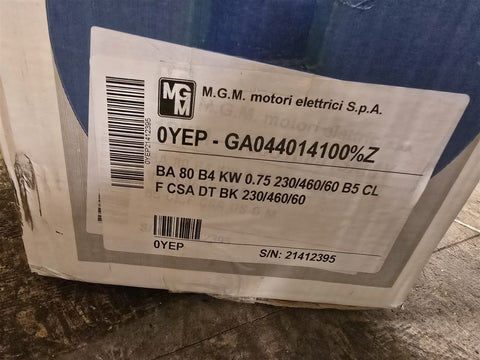 MGM
M.G.M. motori elettrici S.p.A.
0YEP - GA044014100%Z
BA 80 B4 KW 0.75 230/460/60 B5 CL
F CSA DT BK 230/460/60
0YEP
S/N: 21412395
0YEP21412395